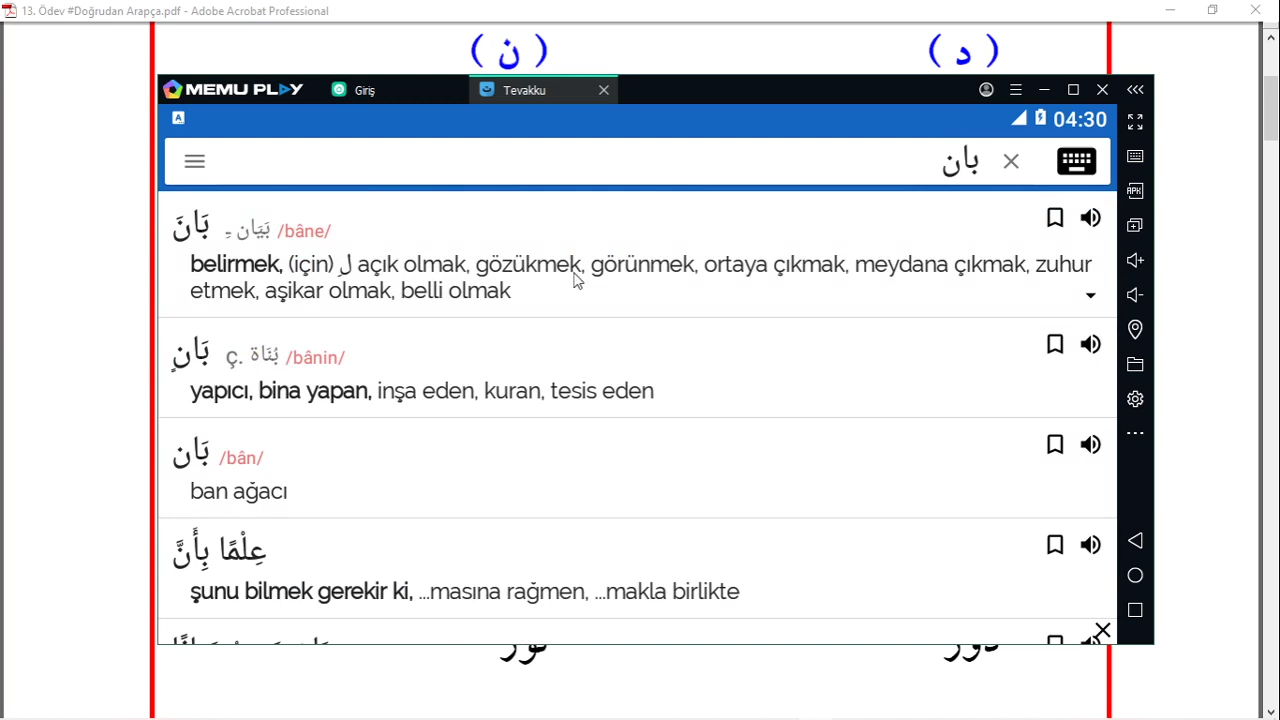 13. Ödev #Doğrudan Arapça.pdf - Adobe Acrobat Professional
( د )
( ن )
MEMU PLAY
Giriş
Tevakku
04:30
بان
بَانَ بَيَان ـِ /bâne/
belirmek, (için) لِ açık olmak, gözükmek, görünmek, ortaya çıkmak, meydana çıkmak, zuhur
etmek, aşikar olmak, belli olmak
بَانٍ ç. بُنَاة /bânin/
yapıcı, bina yapan, inşa eden, kuran, tesis eden
بَان /bân/
ban ağacı
عِلْمًا بِأَنَّ
şunu bilmek gerekir ki, ...masına rağmen, ...makla birlikte